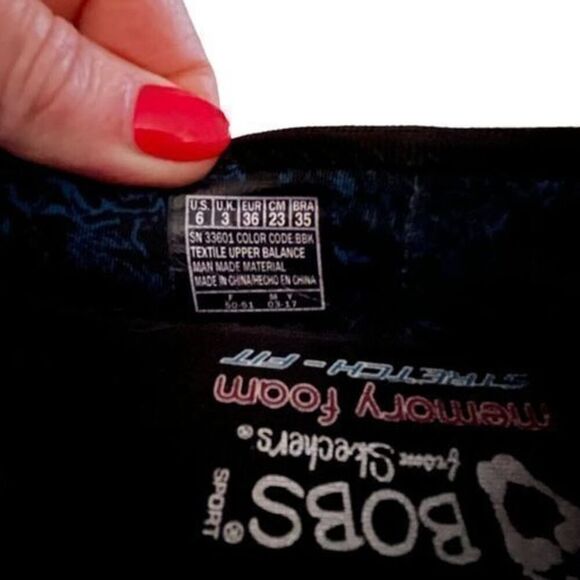 U.S. U.K. EUR CM BRA
6 3 36 23 35
SN 33601 COLOR CODE:BBK
TEXTILE UPPER BALANCE
MAN MADE MATERIAL
MADE IN CHINA/HECHO EN CHINA
F M Y
50-51 03-17
STRETCH-FIT
memory foam
from Skechers®
BOBS®
SPORT